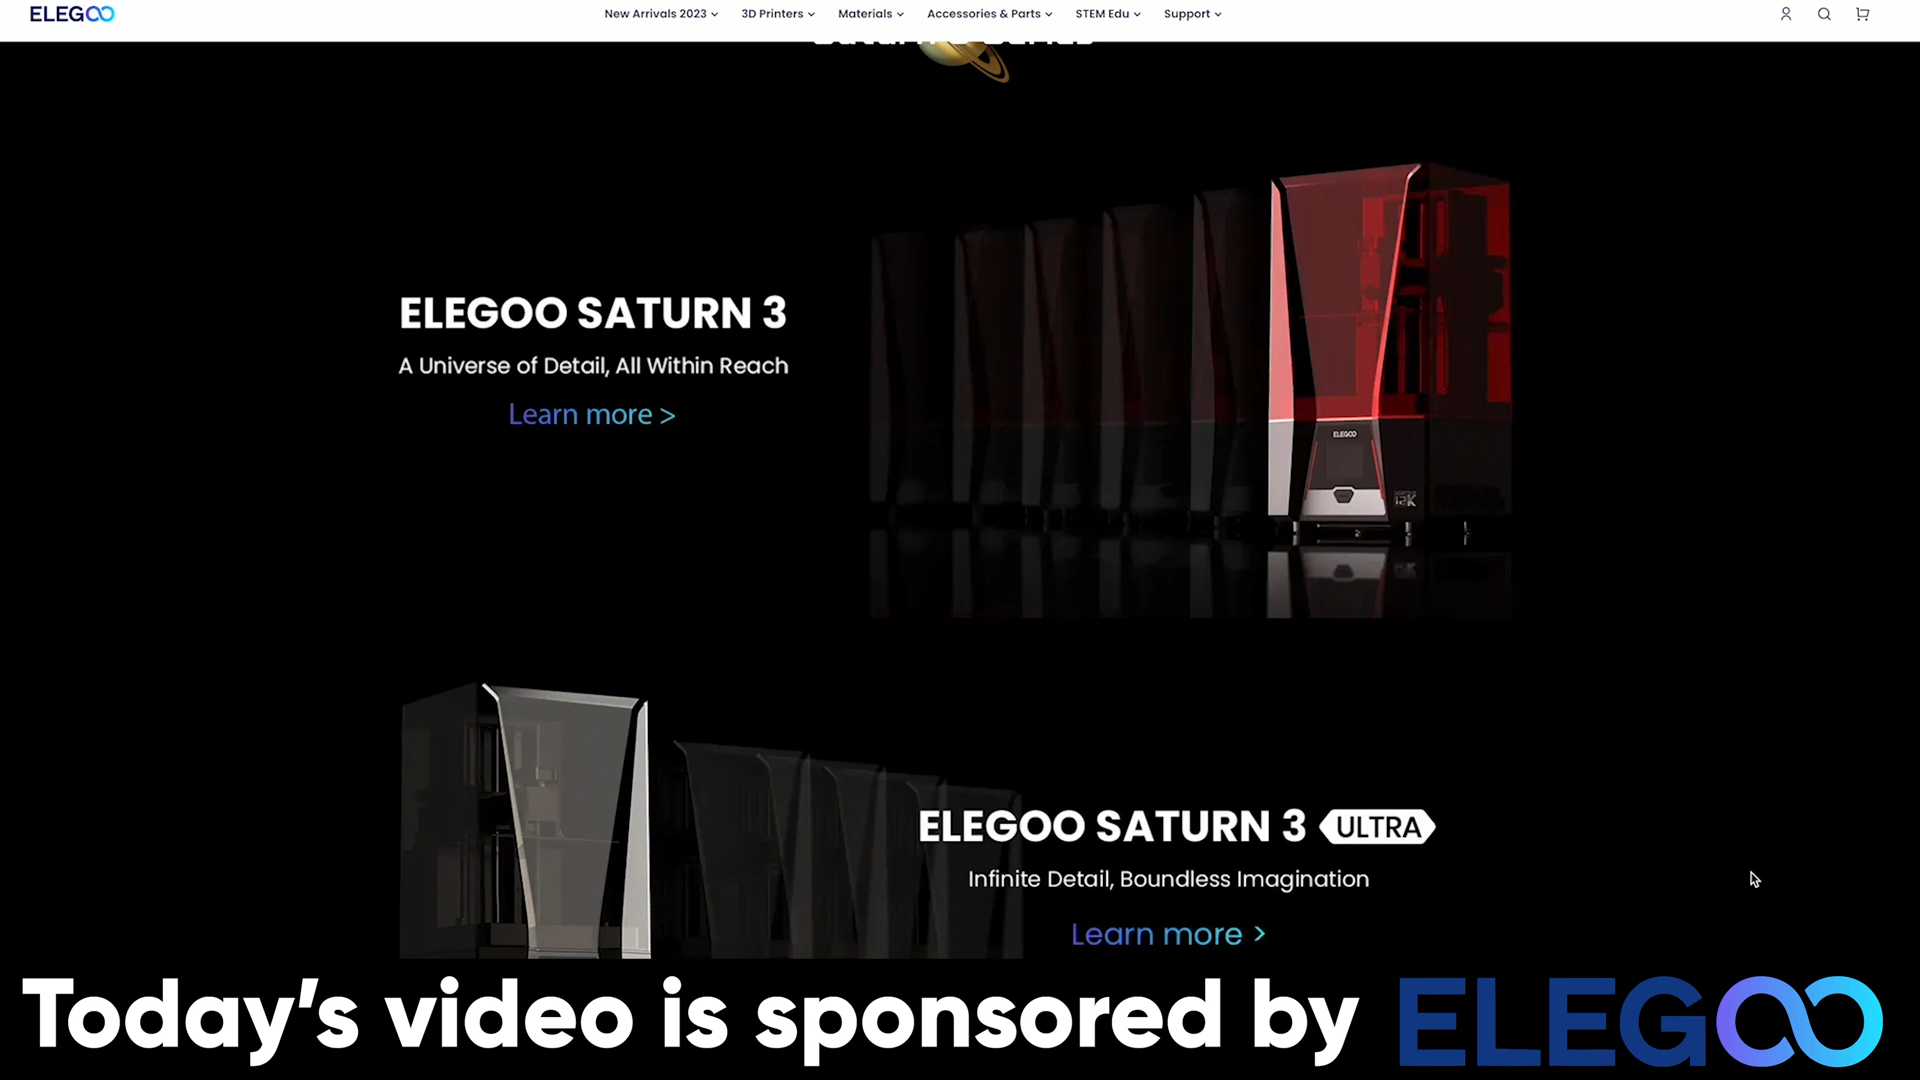 ELEGOO
New Arrivals 2023 3D Printers Materials Accessories & Parts STEM Edu Support
ELEGOO SATURN 3
A Universe of Detail, All Within Reach
Learn more >
ELEGOO
12K
ELEGOO SATURN 3 ULTRA
Infinite Detail, Boundless Imagination
Learn more >
Today's video is sponsored by ELEGOO